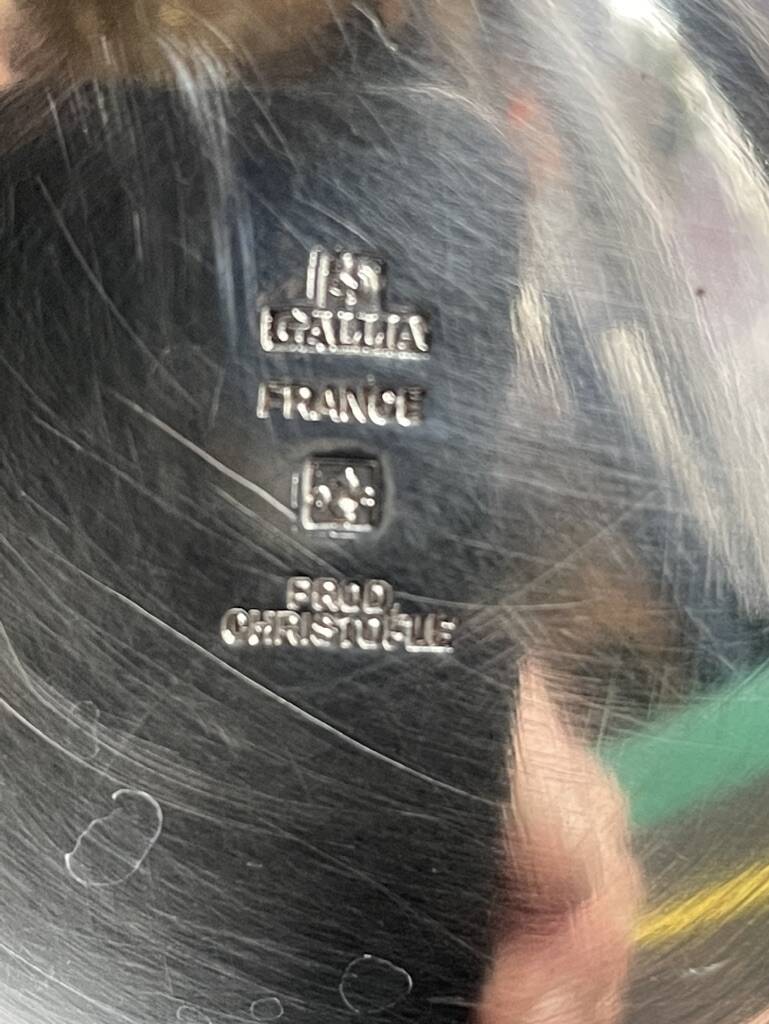 GALLIA
FRANCE
PROD.
CHRISTOFLE